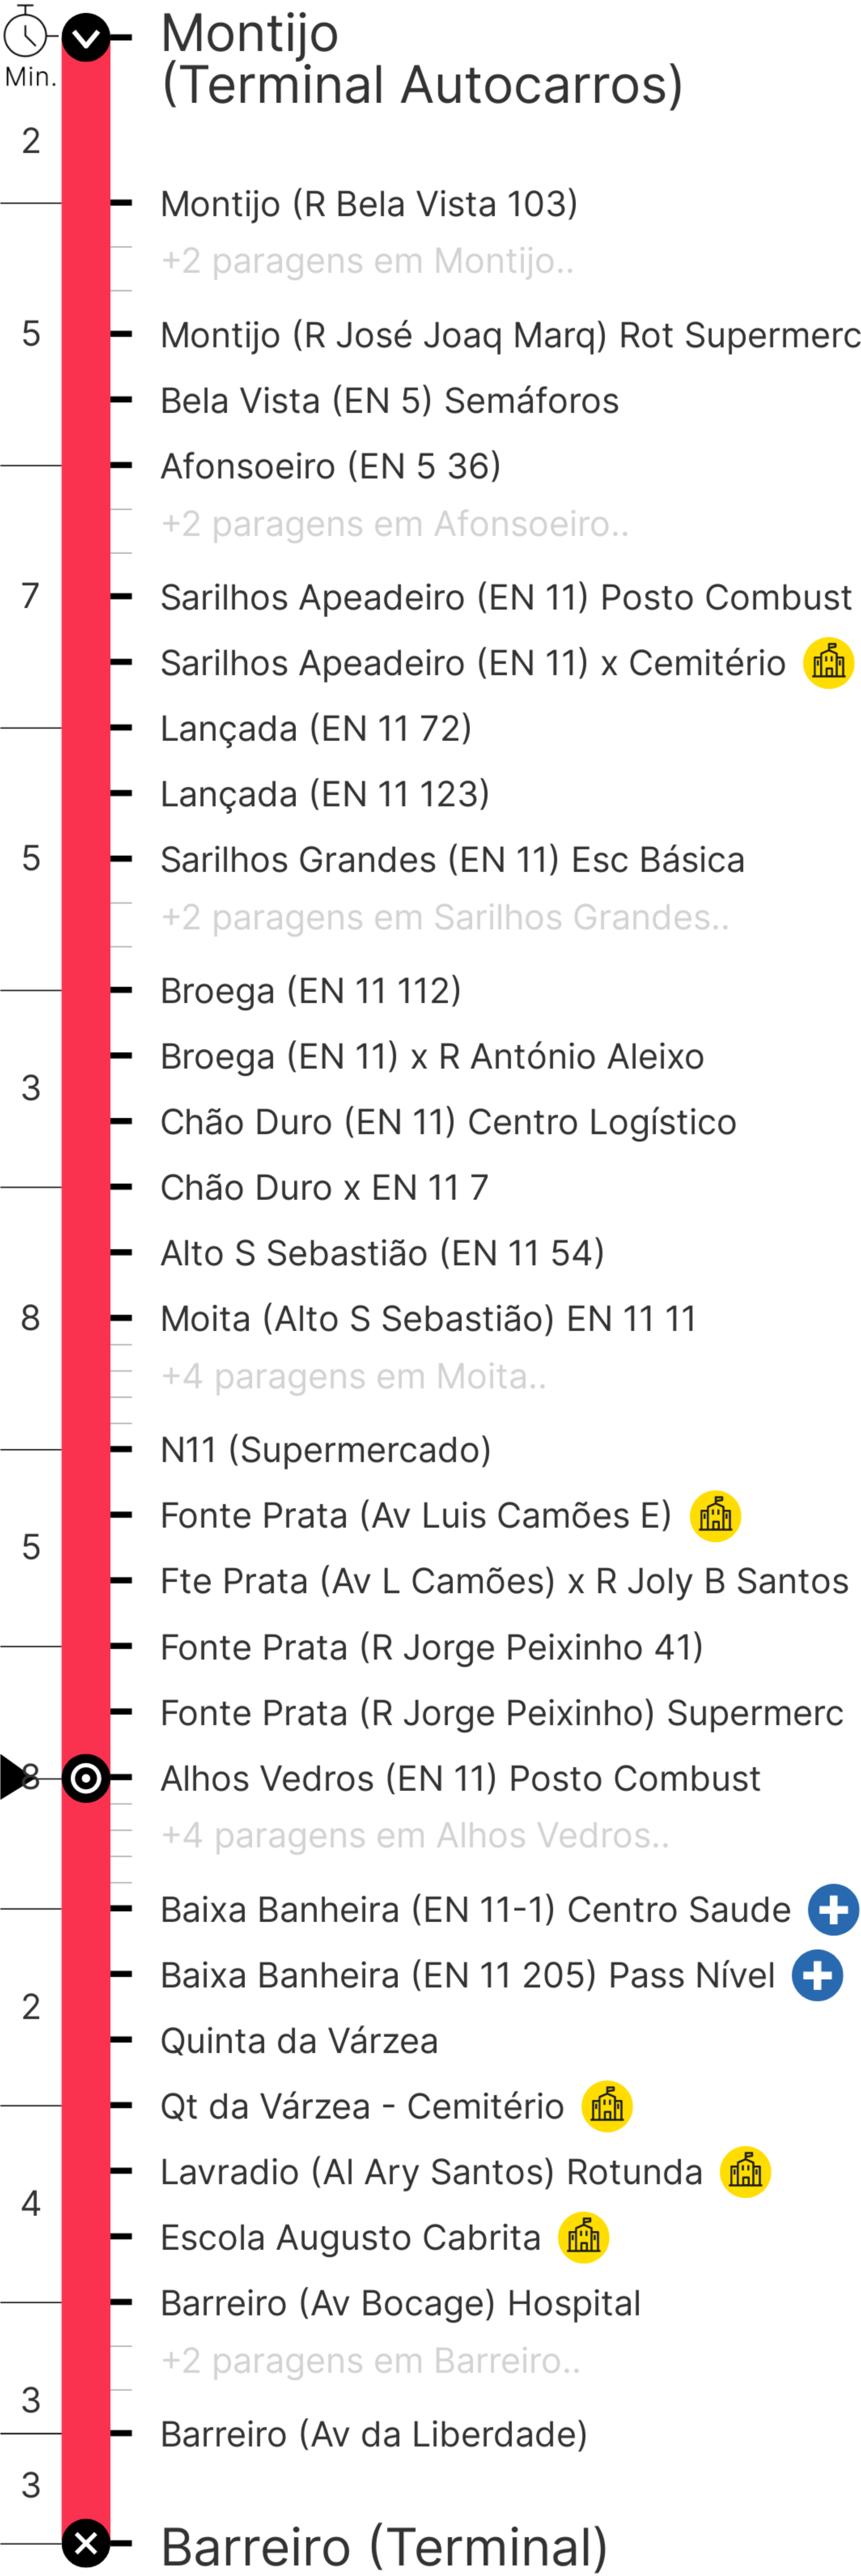 Montijo
(Terminal Autocarros)
Min.
2
Montijo (R Bela Vista 103)
+2 paragens em Montijo..
5
Montijo (R José Joaq Marq) Rot Supermerc
Bela Vista (EN 5) Semáforos
Afonsoeiro (EN 5 36)
+2 paragens em Afonsoeiro..
7
Sarilhos Apeadeiro (EN 11) Posto Combust
Sarilhos Apeadeiro (EN 11) x Cemitério
Lançada (EN 11 72)
Lançada (EN 11 123)
5
Sarilhos Grandes (EN 11) Esc Básica
+2 paragens em Sarilhos Grandes..
Broega (EN 11 112)
Broega (EN 11) x R António Aleixo
3
Chão Duro (EN 11) Centro Logístico
Chão Duro x EN 11 7
Alto S Sebastião (EN 11 54)
8
Moita (Alto S Sebastião) EN 11 11
+4 paragens em Moita..
N11 (Supermercado)
Fonte Prata (Av Luis Camões E)
5
Fte Prata (Av L Camões) x R Joly B Santos
Fonte Prata (R Jorge Peixinho 41)
Fonte Prata (R Jorge Peixinho) Supermerc
8
Alhos Vedros (EN 11) Posto Combust
+4 paragens em Alhos Vedros..
Baixa Banheira (EN 11-1) Centro Saude
Baixa Banheira (EN 11 205) Pass Nível
2
Quinta da Várzea
Qt da Várzea - Cemitério
Lavradio (Al Ary Santos) Rotunda
4
Escola Augusto Cabrita
Barreiro (Av Bocage) Hospital
+2 paragens em Barreiro..
3
Barreiro (Av da Liberdade)
3
Barreiro (Terminal)